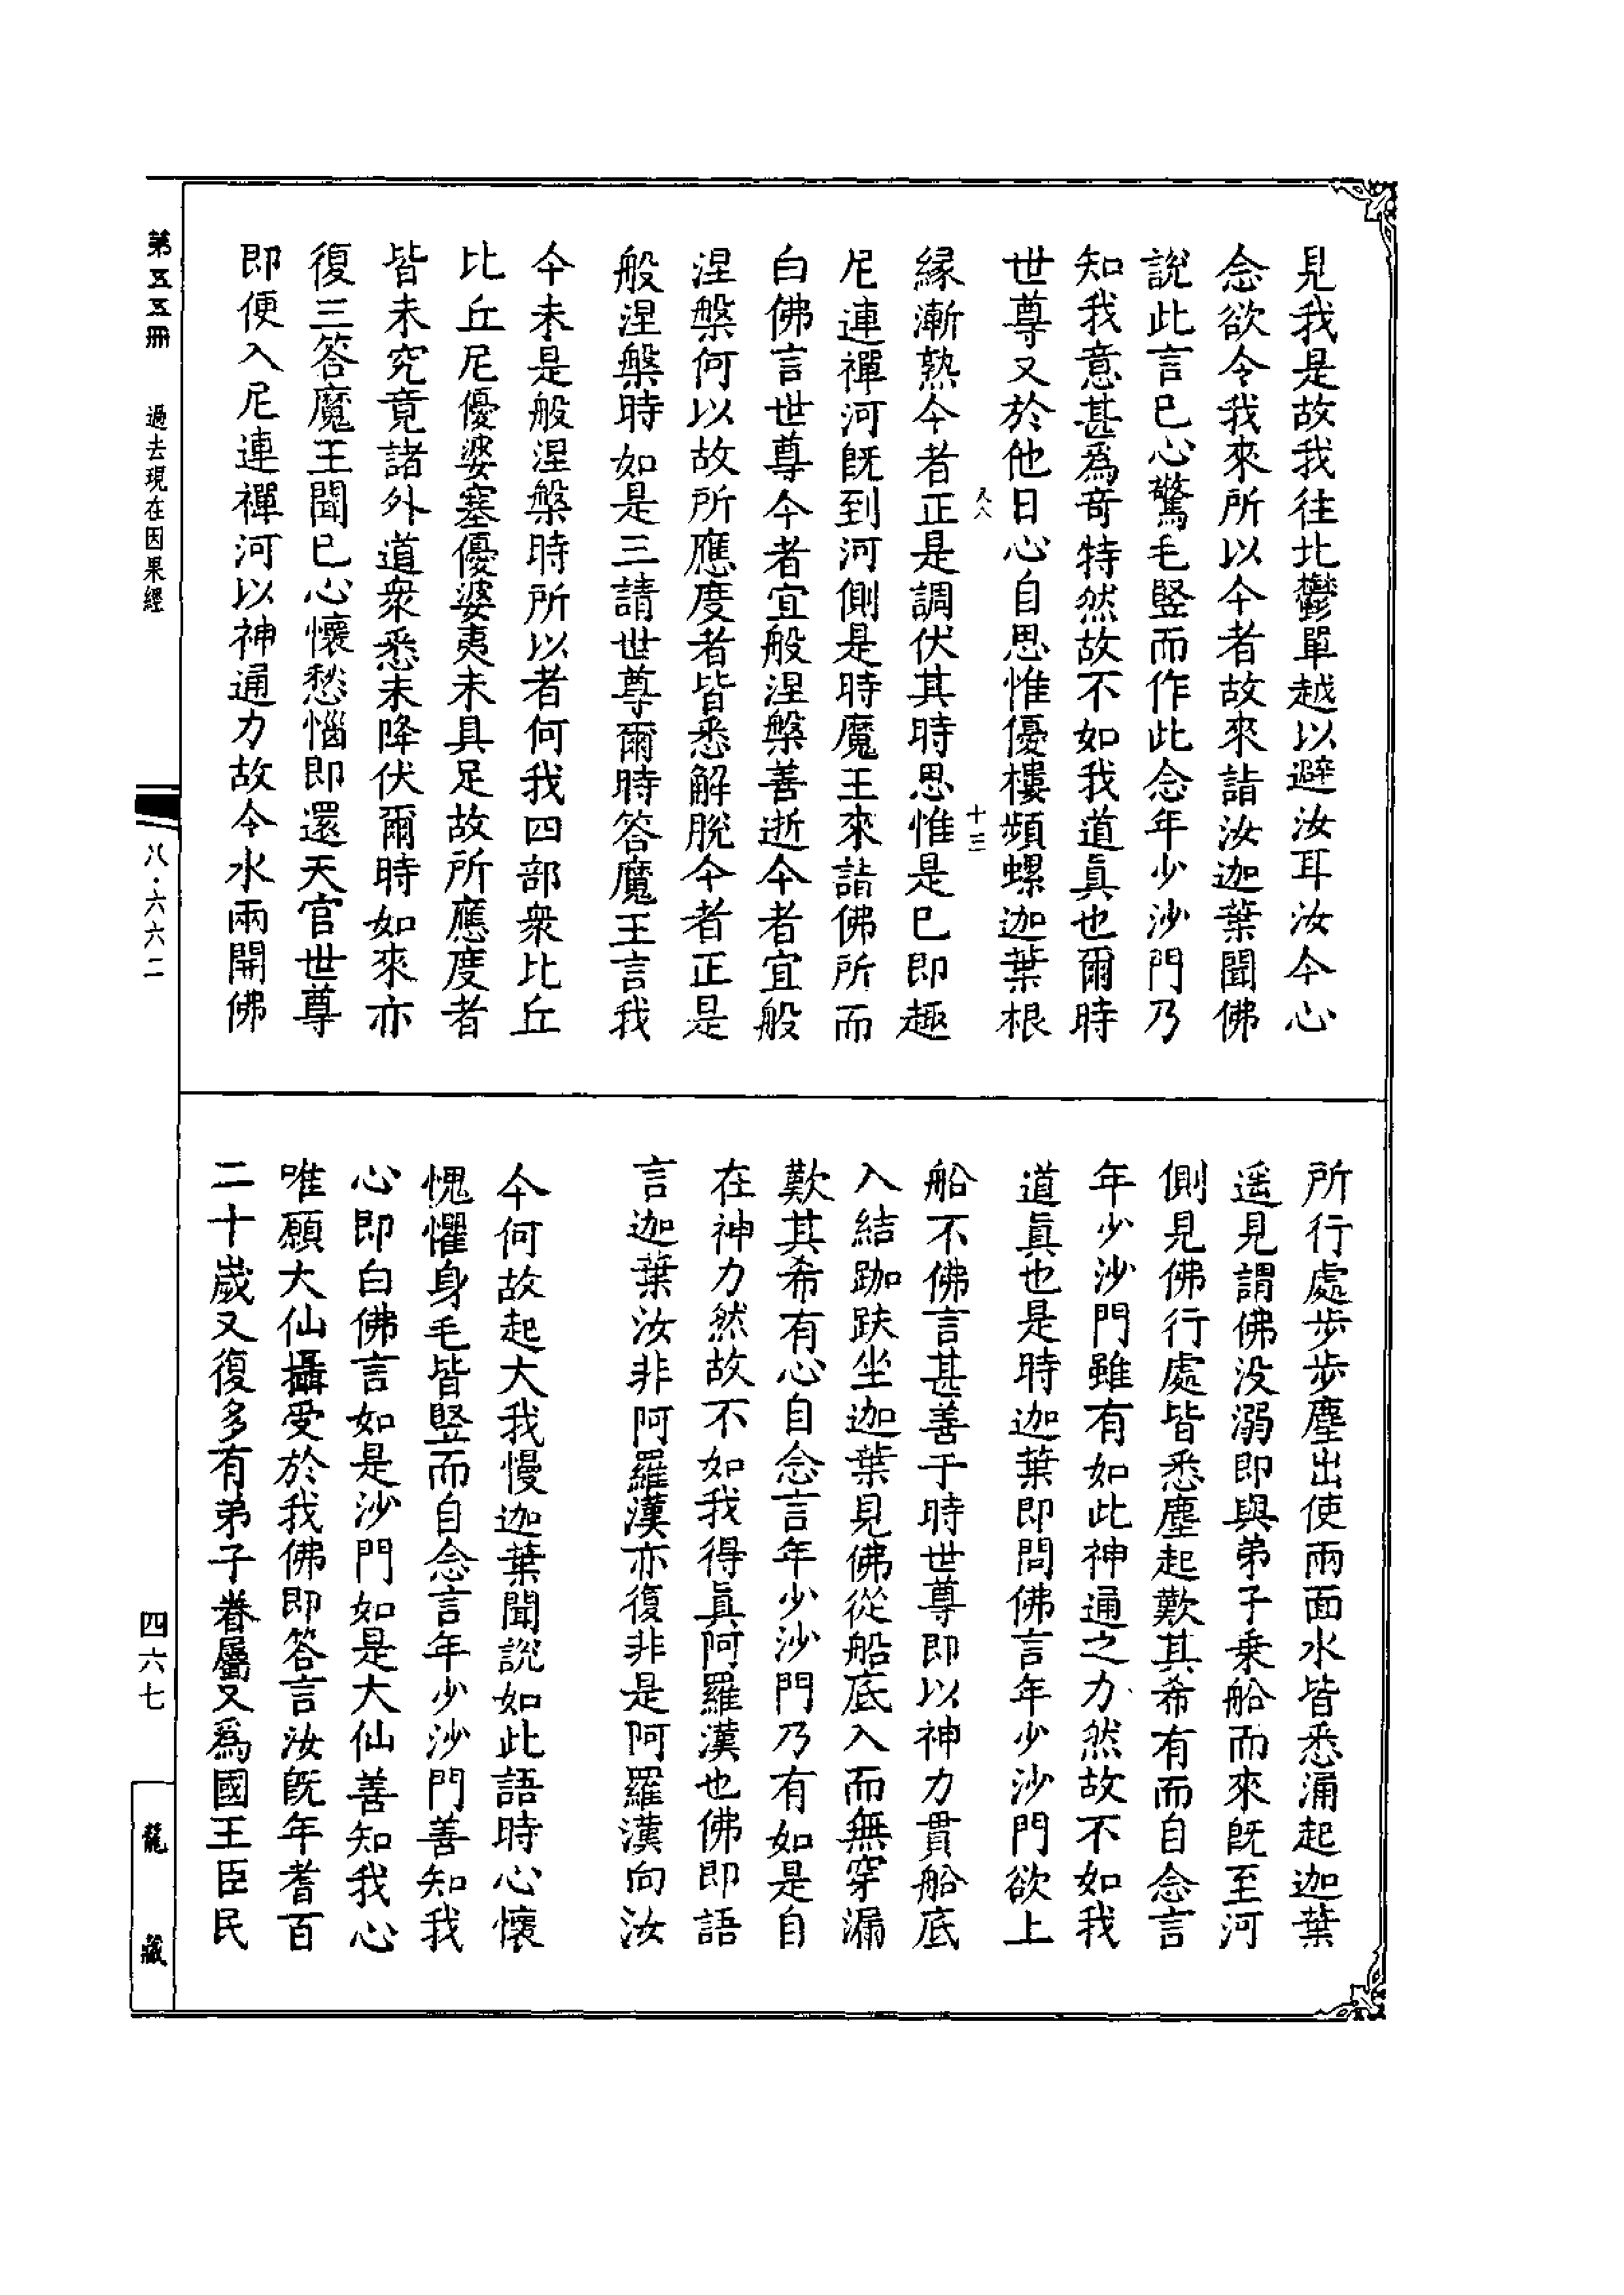 見我是故我往北鬱單越以避汝耳汝今心
念欲令我來所以今者故來詣汝迦葉聞佛
說此言已心驚毛竪而作此念年少沙門乃
知我意甚為奇特然故不如我道真也爾時
世尊又於他日心自思惟優樓頻螺迦葉根
十三
緣漸熟今者正是調伏其時思惟是已即趣
尼連禪河旣到河側是時魔王來詣佛所而
白佛言世尊今者宜般涅槃善逝今者宜般
涅槃何以故所應度者皆悉解脫今者正是
般涅槃時如是三請世尊爾時答魔王言我
今未是般涅槃時所以者何我四部衆比丘
比丘尼優婆塞優婆夷未具足故所應度者
皆未究竟諸外道衆悉未降伏爾時如來亦
復三答魔王聞已心懷愁惱即還天宫世尊
即便入尼連禪河以神通力故令水兩開佛
所行處步步塵出使兩面水皆悉涌起迦葉
遥見謂佛没溺即與弟子乗船而來旣至河
側見佛行處皆悉塵起歎其希有而自念言
年少沙門雖有如此神通之力然故不如我
道眞也是時迦葉即問佛言年少沙門欲上
船不佛言甚善于時世尊即以神力貫船底
入結跏趺坐迦葉見佛從船底入而無穿漏
歎其希有心自念言年少沙門乃有如是自
在神力然故不如我得眞阿羅漢也佛即語
言迦葉汝非阿羅漢亦復非是阿羅漢向汝
今何故起大我慢迦葉聞說如此語時心懷
愧懼身毛皆竪而自念言年少沙門善知我
心即白佛言如是沙門如是大仙善知我心
唯願大仙攝受於我佛即答言汝旣年耆百
二十歲又復多有弟子眷屬又爲國王臣民
第五五冊 過去現在因果經
八·六六二
四六七
龍藏